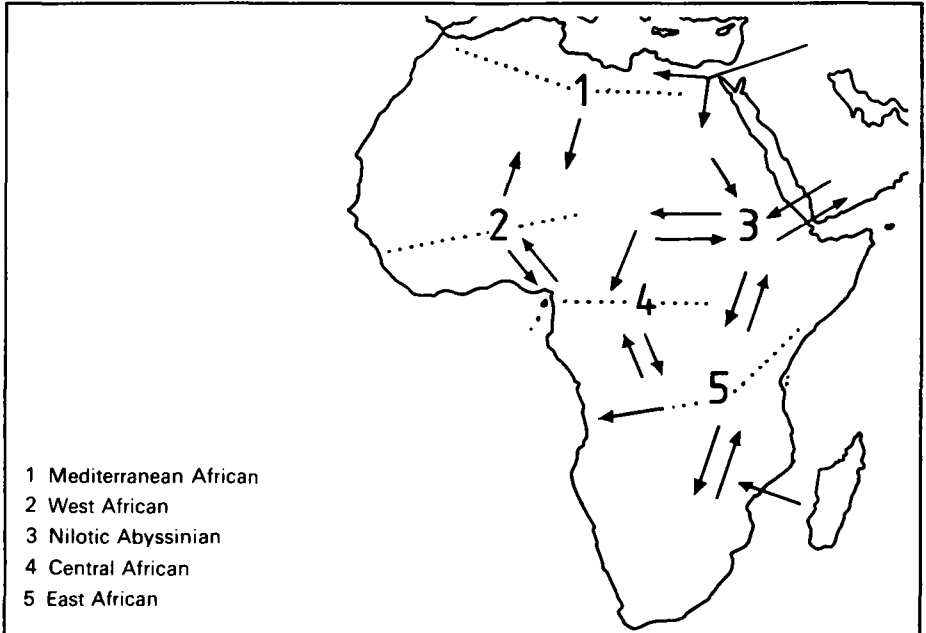 1
2
3
4
5
1 Mediterranean African
2 West African
3 Nilotic Abyssinian
4 Central African
5 East African